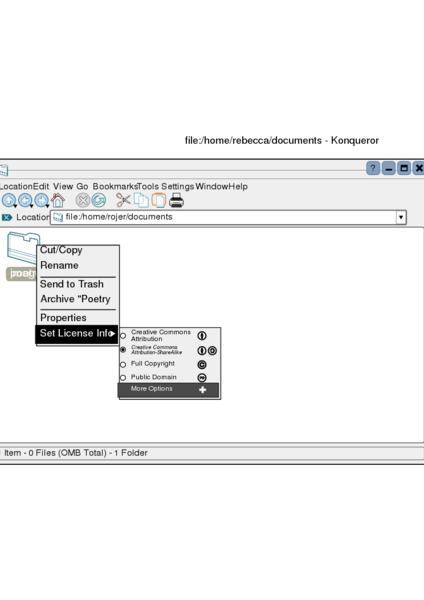 file:/home/rebecca/documents - Konqueror
?
LocationEdit View Go BookmarksTools Settings WindowHelp
Location file:/home/rojer/documents
Cut/Copy
Rename
Send to Trash
Archive "Poetry
Properties
Set License Info
Creative Commons
Attribution
Creative Commons
Attribution-ShareAlike
Full Copyright
Public Domain
More Options
Item - 0 Files (OMB Total) - 1 Folder